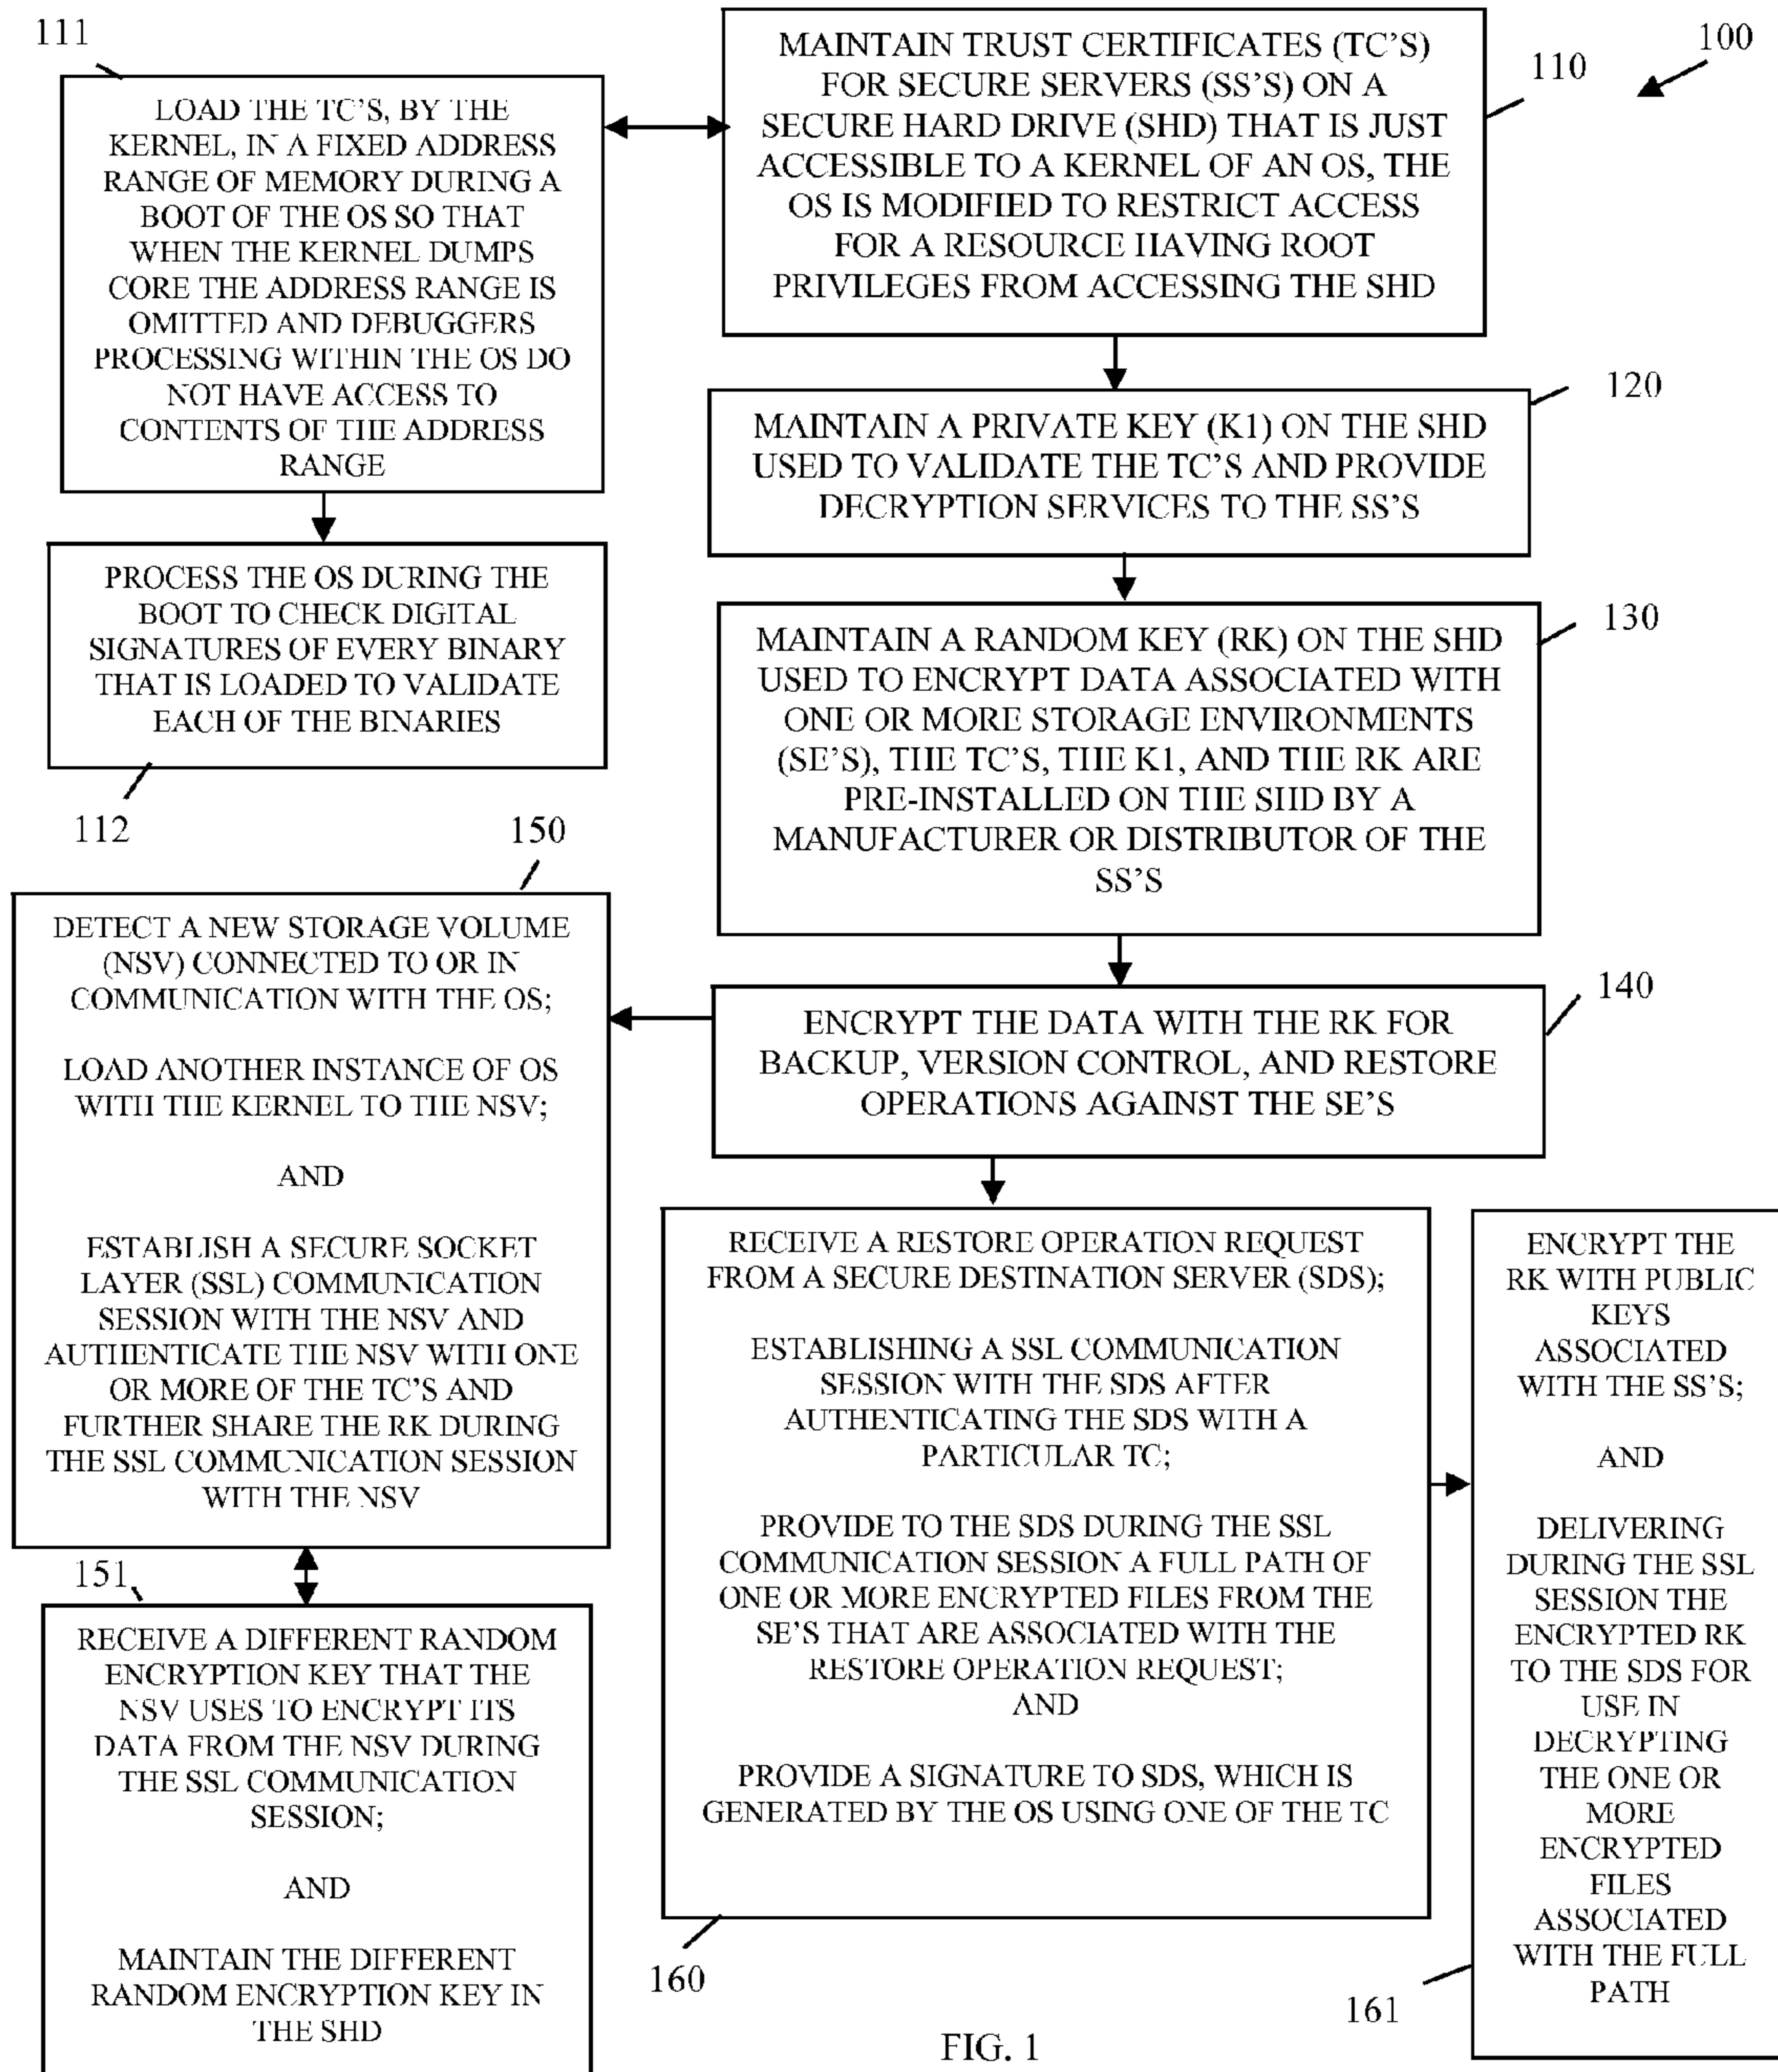 100
110
MAINTAIN TRUST CERTIFICATES (TC'S)
FOR SECURE SERVERS (SS'S) ON A
SECURE HARD DRIVE (SHD) THAT IS JUST
ACCESSIBLE TO A KERNEL OF AN OS, THE
OS IS MODIFIED TO RESTRICT ACCESS
FOR A RESOURCE HAVING ROOT
PRIVILEGES FROM ACCESSING THE SHD
111
LOAD THE TC'S, BY THE
KERNEL, IN A FIXED ADDRESS
RANGE OF MEMORY DURING A
BOOT OF THE OS SO THAT
WHEN THE KERNEL DUMPS
CORE THE ADDRESS RANGE IS
OMITTED AND DEBUGGERS
PROCESSING WITHIN THE OS DO
NOT HAVE ACCESS TO
CONTENTS OF THE ADDRESS
RANGE
PROCESS THE OS DURING THE
BOOT TO CHECK DIGITAL
SIGNATURES OF EVERY BINARY
THAT IS LOADED TO VALIDATE
EACH OF THE BINARIES
112
120
MAINTAIN A PRIVATE KEY (K1) ON THE SHD
USED TO VALIDATE THE TC'S AND PROVIDE
DECRYPTION SERVICES TO THE SS'S
130
MAINTAIN A RANDOM KEY (RK) ON THE SHD
USED TO ENCRYPT DATA ASSOCIATED WITH
ONE OR MORE STORAGE ENVIRONMENTS
(SE'S), THE TC'S, THE K1, AND THE RK ARE
PRE-INSTALLED ON THE SHD BY A
MANUFACTURER OR DISTRIBUTOR OF THE
SS'S
140
ENCRYPT THE DATA WITH THE RK FOR
BACKUP, VERSION CONTROL, AND RESTORE
OPERATIONS AGAINST THE SE'S
150
DETECT A NEW STORAGE VOLUME
(NSV) CONNECTED TO OR IN
COMMUNICATION WITH THE OS;
LOAD ANOTHER INSTANCE OF OS
WITH THE KERNEL TO THE NSV;
AND
ESTABLISH A SECURE SOCKET
LAYER (SSL) COMMUNICATION
SESSION WITH THE NSV AND
AUTHENTICATE THE NSV WITH ONE
OR MORE OF THE TC'S AND
FURTHER SHARE THE RK DURING
THE SSL COMMUNICATION SESSION
WITH THE NSV
151
RECEIVE A DIFFERENT RANDOM
ENCRYPTION KEY THAT THE
NSV USES TO ENCRYPT ITS
DATA FROM THE NSV DURING
THE SSL COMMUNICATION
SESSION;
AND
MAINTAIN THE DIFFERENT
RANDOM ENCRYPTION KEY IN
THE SHD
RECEIVE A RESTORE OPERATION REQUEST
FROM A SECURE DESTINATION SERVER (SDS);
ESTABLISHING A SSL COMMUNICATION
SESSION WITH THE SDS AFTER
AUTHENTICATING THE SDS WITH A
PARTICULAR TC;
PROVIDE TO THE SDS DURING THE SSL
COMMUNICATION SESSION A FULL PATH OF
ONE OR MORE ENCRYPTED FILES FROM THE
SE'S THAT ARE ASSOCIATED WITH THE
RESTORE OPERATION REQUEST;
AND
PROVIDE A SIGNATURE TO SDS, WHICH IS
GENERATED BY THE OS USING ONE OF THE TC
160
ENCRYPT THE
RK WITH PUBLIC
KEYS
ASSOCIATED
WITH THE SS'S;
AND
DELIVERING
DURING THE SSL
SESSION THE
ENCRYPTED RK
TO THE SDS FOR
USE IN
DECRYPTING
THE ONE OR
MORE
ENCRYPTED
FILES
ASSOCIATED
WITH THE FULL
PATH
161
FIG. 1